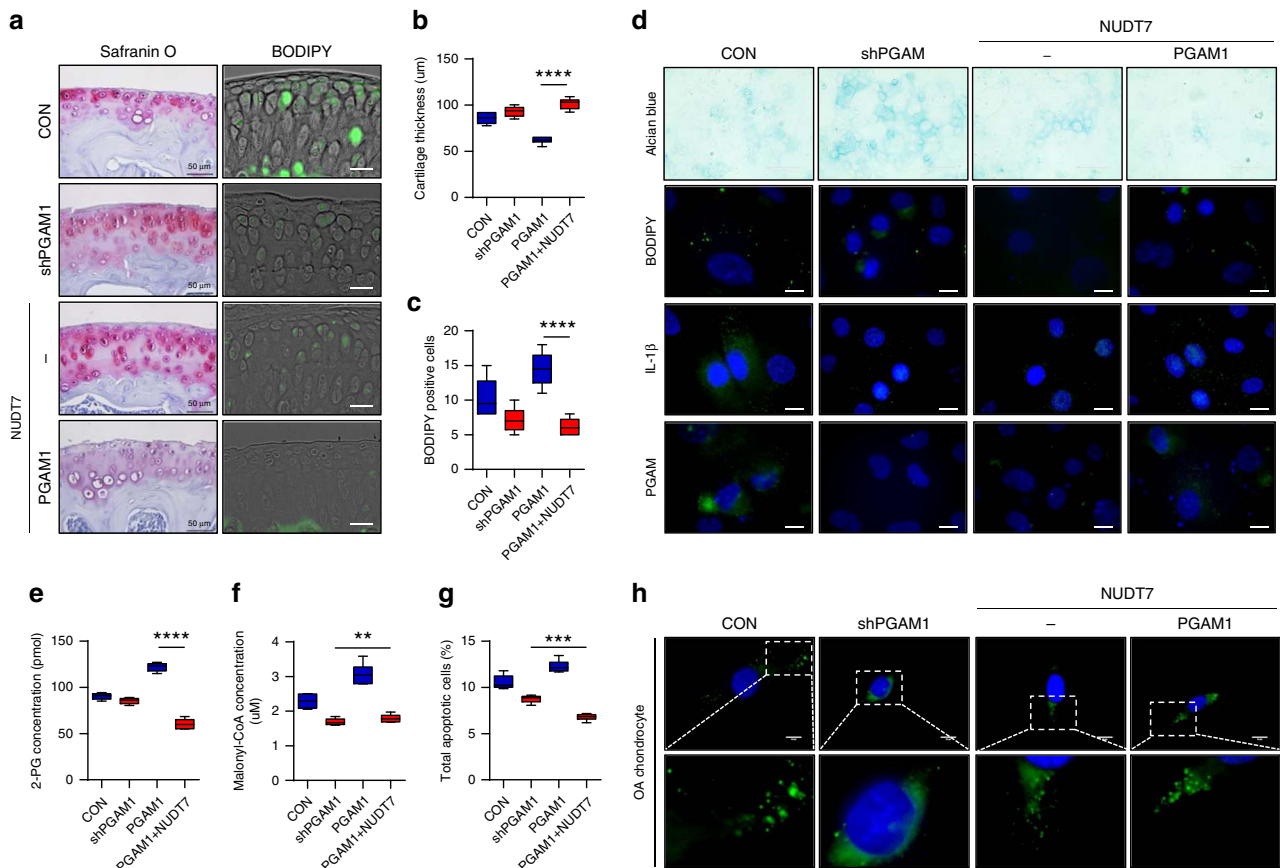 a
Safranin O
BODIPY
CON
50 µm
shPGAM1
50 µm
NUDT7
–
50 µm
PGAM1
50 µm
b
Cartilage thickness (um)
150
100
50
0
****
CON
shPGAM1
PGAM1
PGAM1+NUDT7
c
BODIPY positive cells
20
15
10
5
0
****
CON
shPGAM1
PGAM1
PGAM1+NUDT7
d
NUDT7
CON
shPGAM
–
PGAM1
Alcian blue
BODIPY
IL-1β
PGAM
e
2-PG concentration (pmol)
150
100
50
0
****
CON
shPGAM1
PGAM1
PGAM1+NUDT7
f
Malonyl-CoA concentration
(uM)
4
3
2
1
0
**
CON
shPGAM1
PGAM1
PGAM1+NUDT7
g
Total apoptotic cells (%)
15
10
5
0
***
CON
shPGAM1
PGAM1
PGAM1+NUDT7
h
NUDT7
CON
shPGAM1
–
PGAM1
OA chondrocyte